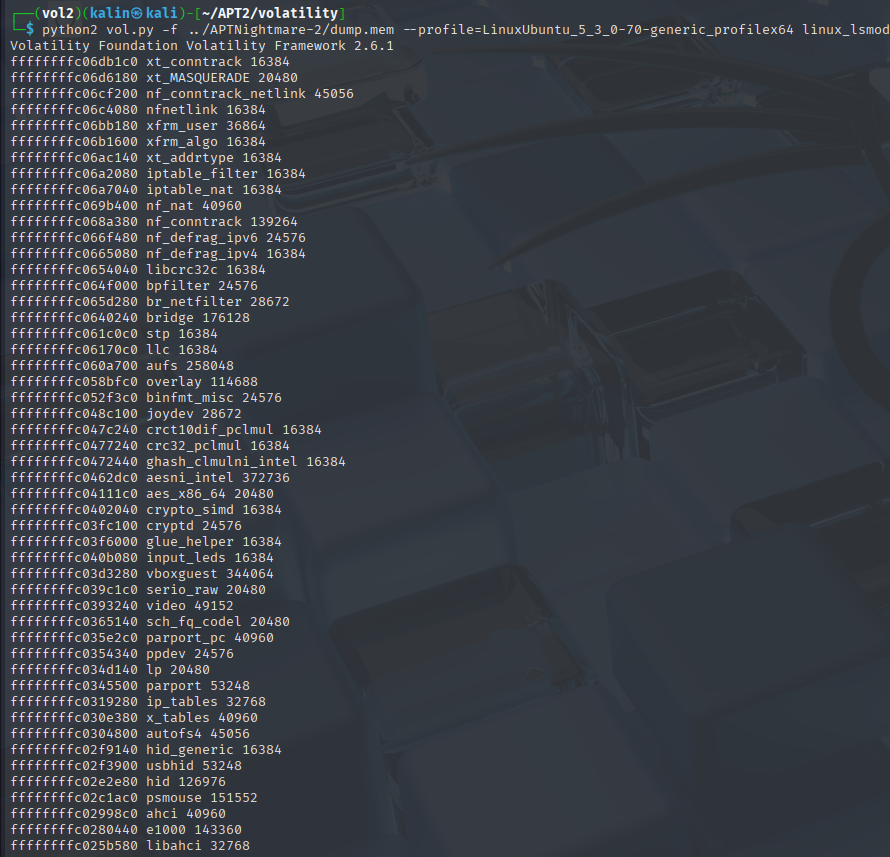 ┌──(vol2)(kalin㉿kali)-[~/APT2/volatility]
└─$ python2 vol.py -f ../APTNightmare-2/dump.mem --profile=LinuxUbuntu_5_3_0-70-generic_profilex64 linux_lsmod
Volatility Foundation Volatility Framework 2.6.1
ffffffffc06db1c0 xt_conntrack 16384
ffffffffc06d6180 xt_MASQUERADE 20480
ffffffffc06cf200 nf_conntrack_netlink 45056
ffffffffc06c4080 nfnetlink 16384
ffffffffc06bb180 xfrm_user 36864
ffffffffc06b1600 xfrm_algo 16384
ffffffffc06ac140 xt_addrtype 16384
ffffffffc06a2080 iptable_filter 16384
ffffffffc06a7040 iptable_nat 16384
ffffffffc069b400 nf_nat 40960
ffffffffc068a380 nf_conntrack 139264
ffffffffc066f480 nf_defrag_ipv6 24576
ffffffffc0665080 nf_defrag_ipv4 16384
ffffffffc0654040 libcrc32c 16384
ffffffffc064f000 bpfilter 24576
ffffffffc065d280 br_netfilter 28672
ffffffffc0640240 bridge 176128
ffffffffc061c0c0 stp 16384
ffffffffc06170c0 llc 16384
ffffffffc060a700 aufs 258048
ffffffffc058bfc0 overlay 114688
ffffffffc052f3c0 binfmt_misc 24576
ffffffffc048c100 joydev 28672
ffffffffc047c240 crct10dif_pclmul 16384
ffffffffc0477240 crc32_pclmul 16384
ffffffffc0472440 ghash_clmulni_intel 16384
ffffffffc0462dc0 aesni_intel 372736
ffffffffc04111c0 aes_x86_64 20480
ffffffffc0402040 crypto_simd 16384
ffffffffc03fc100 cryptd 24576
ffffffffc03f6000 glue_helper 16384
ffffffffc040b080 input_leds 16384
ffffffffc03d3280 vboxguest 344064
ffffffffc039c1c0 serio_raw 20480
ffffffffc0393240 video 49152
ffffffffc0365140 sch_fq_codel 20480
ffffffffc035e2c0 parport_pc 40960
ffffffffc0354340 ppdev 24576
ffffffffc034d140 lp 20480
ffffffffc0345500 parport 53248
ffffffffc0319280 ip_tables 32768
ffffffffc030e380 x_tables 40960
ffffffffc0304800 autofs4 45056
ffffffffc02f9140 hid_generic 16384
ffffffffc02f3900 usbhid 53248
ffffffffc02e2e80 hid 126976
ffffffffc02c1ac0 psmouse 151552
ffffffffc02998c0 ahci 40960
ffffffffc0280440 e1000 143360
ffffffffc025b580 libahci 32768